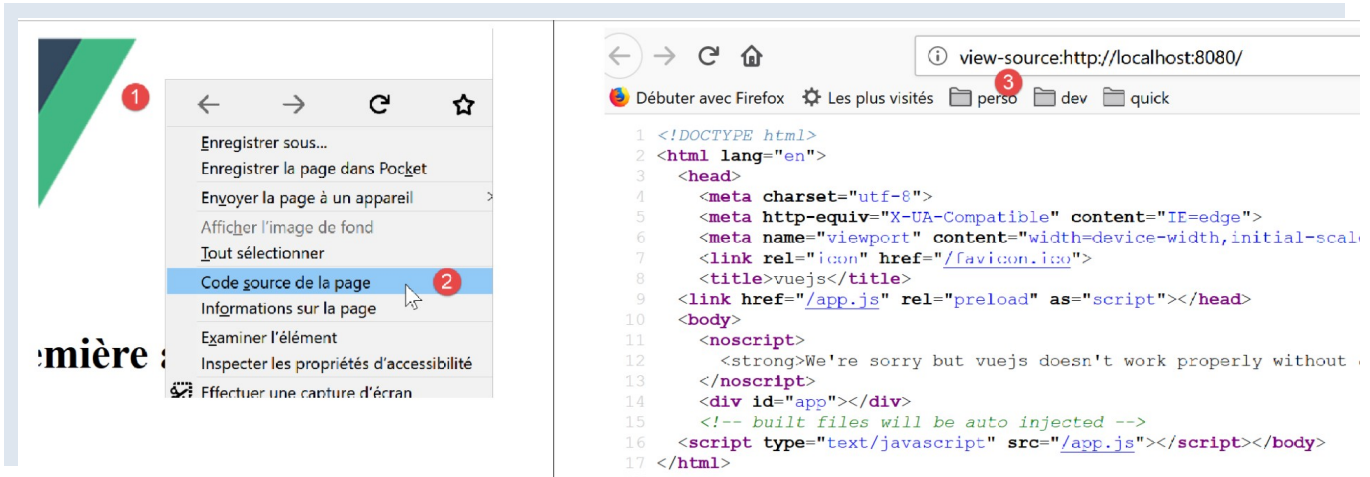 1
Enregistrer sous...
Enregistrer la page dans Pocket
Envoyer la page à un appareil
Afficher l'image de fond
Tout sélectionner
Code source de la page 2
Informations sur la page
Examiner l'élément
Inspecter les propriétés d'accessibilité
Effectuer une capture d'écran
emière a
view-source:http://localhost:8080/
3
Débuter avec Firefox Les plus visités perso dev quick
1 <!DOCTYPE html>
2 <html lang="en">
3 <head>
4 <meta charset="utf-8">
5 <meta http-equiv="X-UA-Compatible" content="IE=edge">
6 <meta name="viewport" content="width=device-width,initial-scale
7 <link rel="icon" href="/favicon.ico">
8 <title>vuejs</title>
9 <link href="/app.js" rel="preload" as="script"></head>
10 <body>
11 <noscript>
12 <strong>We're sorry but vuejs doesn't work properly without
13 </noscript>
14 <div id="app"></div>
15 <!-- built files will be auto injected -->
16 <script type="text/javascript" src="/app.js"></script></body>
17 </html>